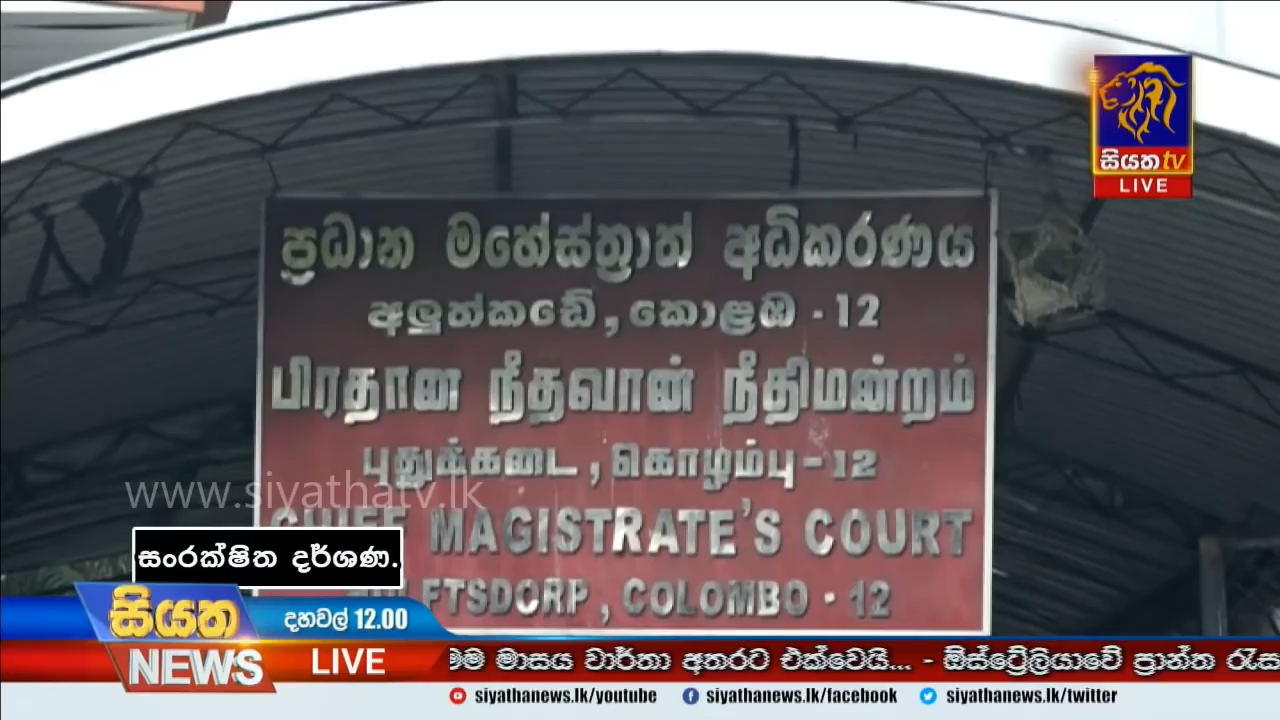 සියත tv
LIVE
ප්‍රධාන මහේස්ත්‍රාත් අධිකරණය
අලුත්කඩේ, කොළඹ - 12
பிரதான நீதவான் நீதிமன்றம்
புதுக்கடை, கொழும்பு - 12
www.siyathatv.lk
CHIEF MAGISTRATE'S COURT
FTSDORP, COLOMBO - 12
සංරක්ෂිත දර්ශණ.
සියත දහවල් 12.00
NEWS LIVE
මාසය වාර්තා අතරට එක්වෙයි... - ඕස්ට්‍රේලියාවේ ප්‍රාන්ත රැස
siyathanews.lk/youtube siyathanews.lk/facebook siyathanews.lk/twitter